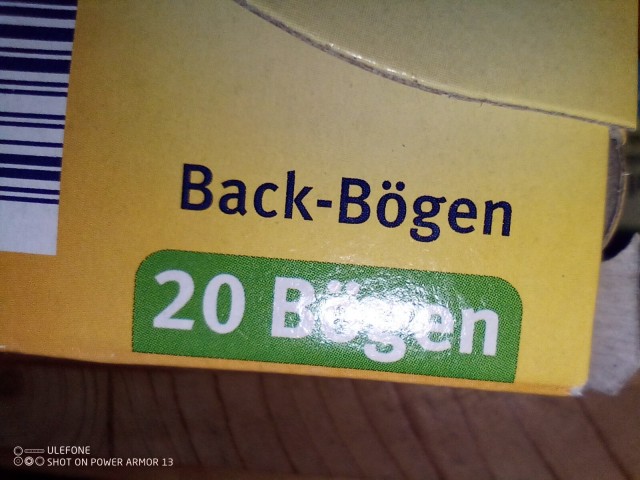 Back-Bögen
20 Bögen
ULEFONE
SHOT ON POWER ARMOR 13